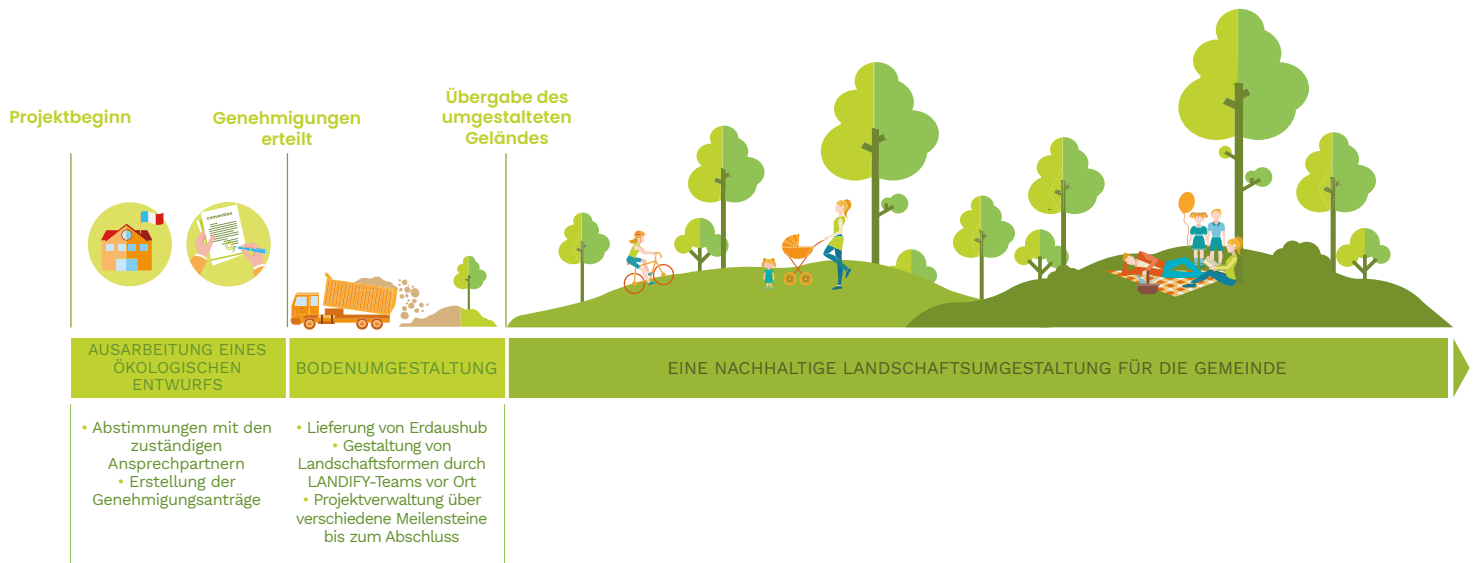 Projektbeginn
Genehmigungen
erteilt
Übergabe des
umgestalteten
Geländes
convention
AUSARBEITUNG EINES
ÖKOLOGISCHEN
ENTWURFS
BODENUMGESTALTUNG
EINE NACHHALTIGE LANDSCHAFTSUMGESTALTUNG FÜR DIE GEMEINDE
• Abstimmungen mit den
zuständigen
Ansprechpartnern
• Erstellung der
Genehmigungsanträge
• Lieferung von Erdaushub
• Gestaltung von
Landschaftsformen durch
LANDIFY-Teams vor Ort
• Projektverwaltung über
verschiedene Meilensteine
bis zum Abschluss